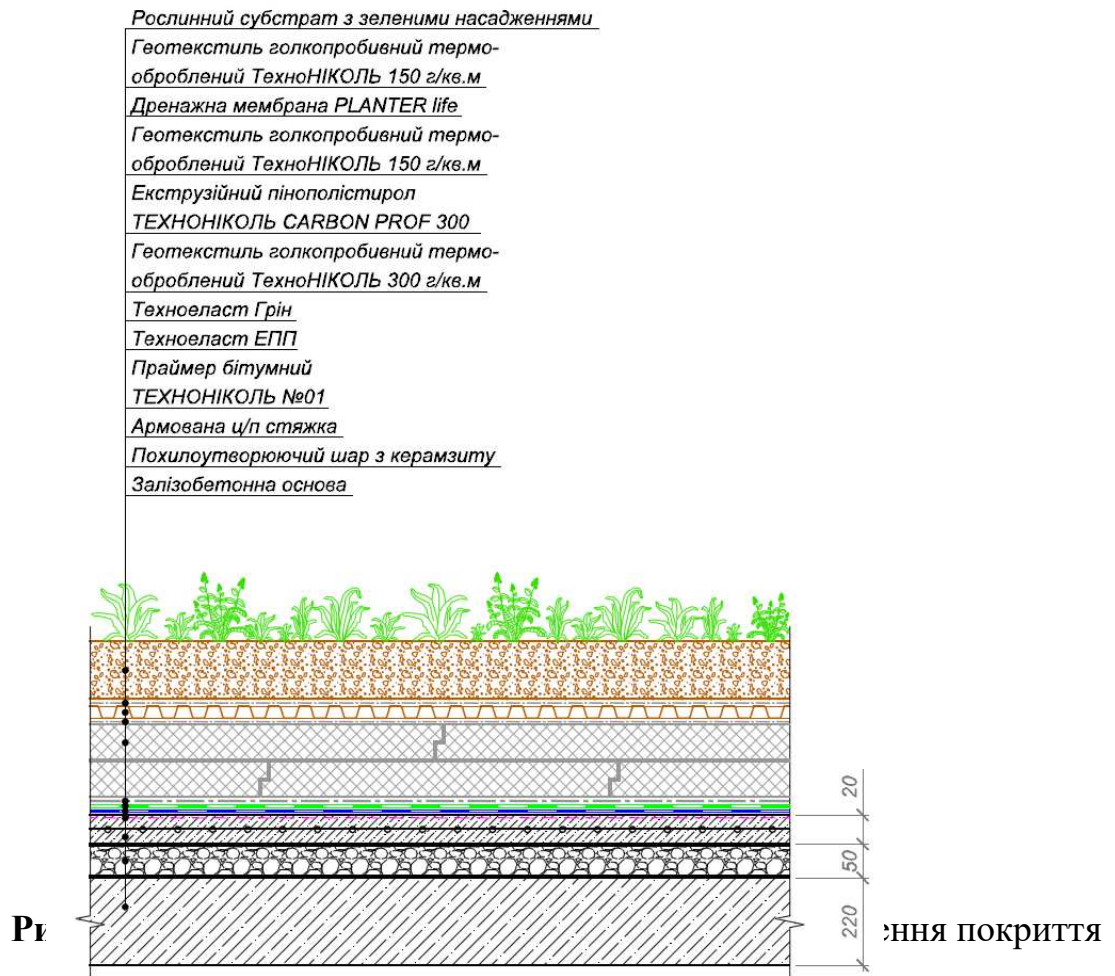 Рослинний субстрат з зеленими насадженнями
Геотекстиль голкопробивний термо-
оброблений ТехноНІКОЛЬ 150 г/кв.м
Дренажна мембрана PLANTER life
Геотекстиль голкопробивний термо-
оброблений ТехноНІКОЛЬ 150 г/кв.м
Екструзійний пінополістирол
ТЕХНОНІКОЛЬ CARBON PROF 300
Геотекстиль голкопробивний термо-
оброблений ТехноНІКОЛЬ 300 г/кв.м
Техноеласт Грін
Техноеласт ЕПП
Праймер бітумний
ТЕХНОНІКОЛЬ №01
Армована ц/п стяжка
Похилоутворюючий шар з керамзиту
Залізобетонна основа
20
50
220
покриття